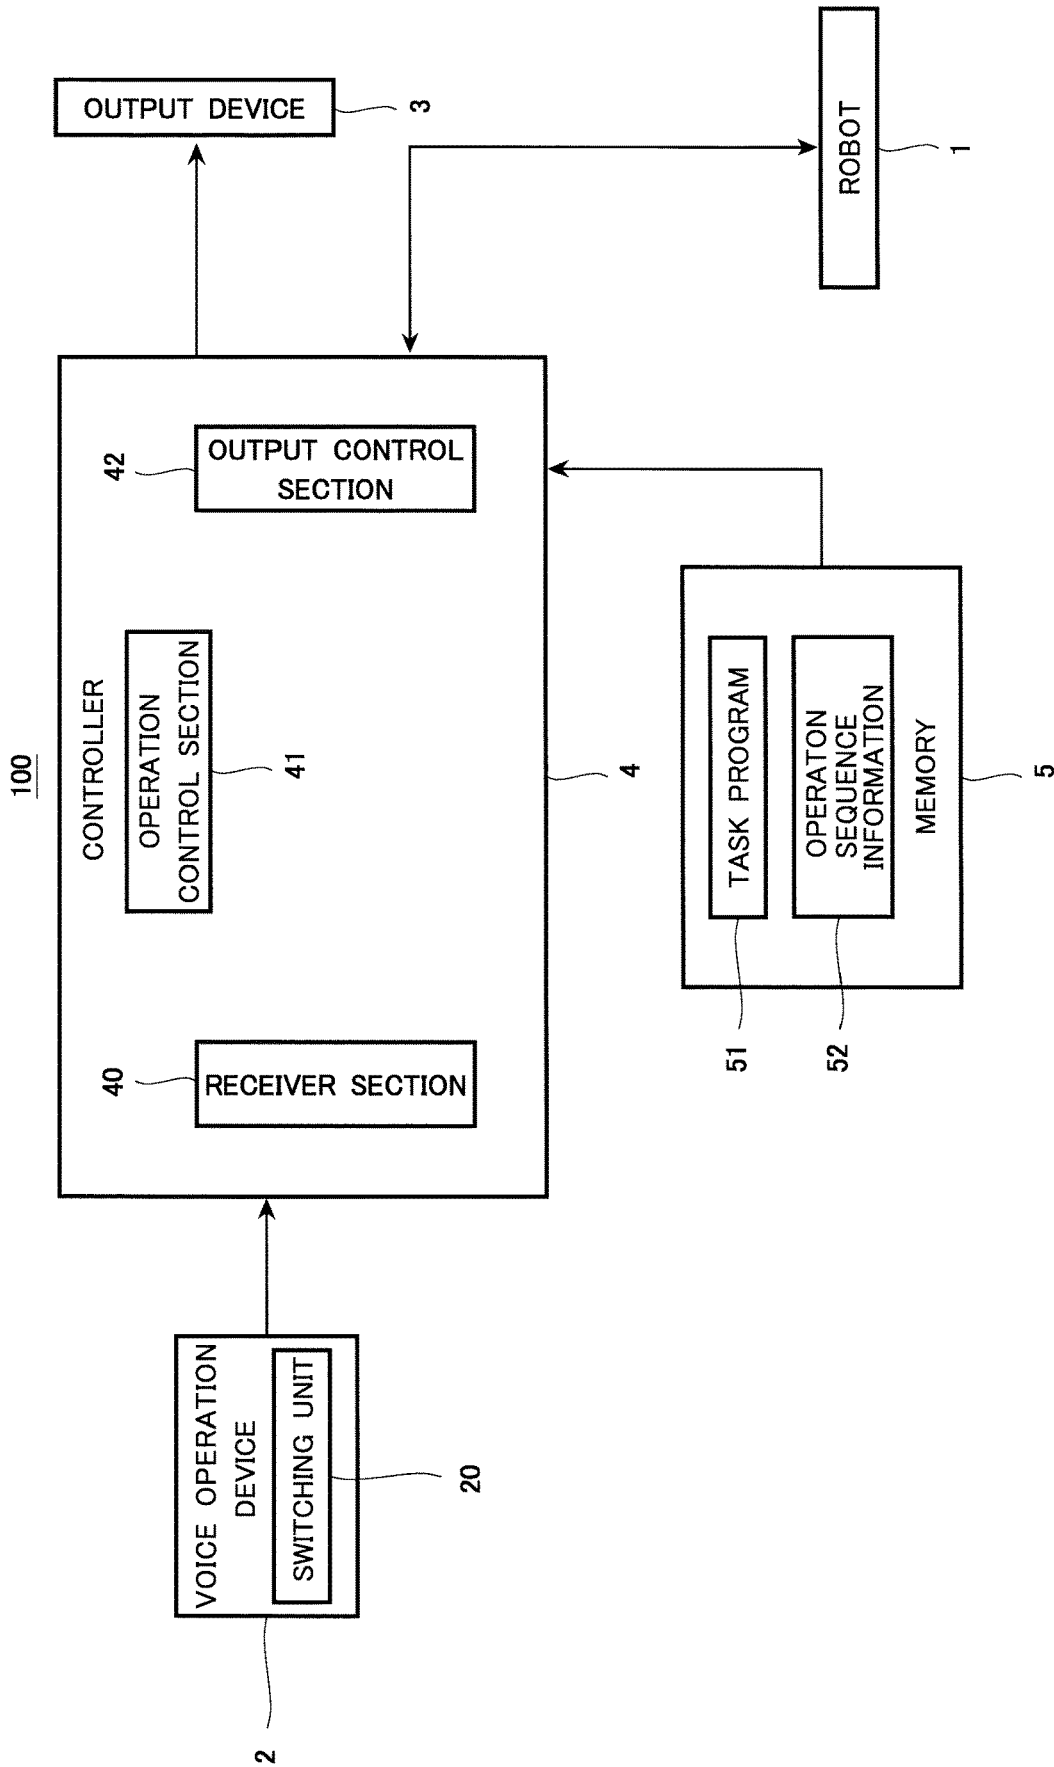 100
VOICE OPERATION
DEVICE
SWITCHING UNIT
2
20
CONTROLLER
40
RECEIVER SECTION
OPERATION
CONTROL SECTION
41
42
OUTPUT CONTROL
SECTION
4
OUTPUT DEVICE
3
TASK PROGRAM
OPERATON
SEQUENCE
INFORMATION
MEMORY
51
52
5
ROBOT
1